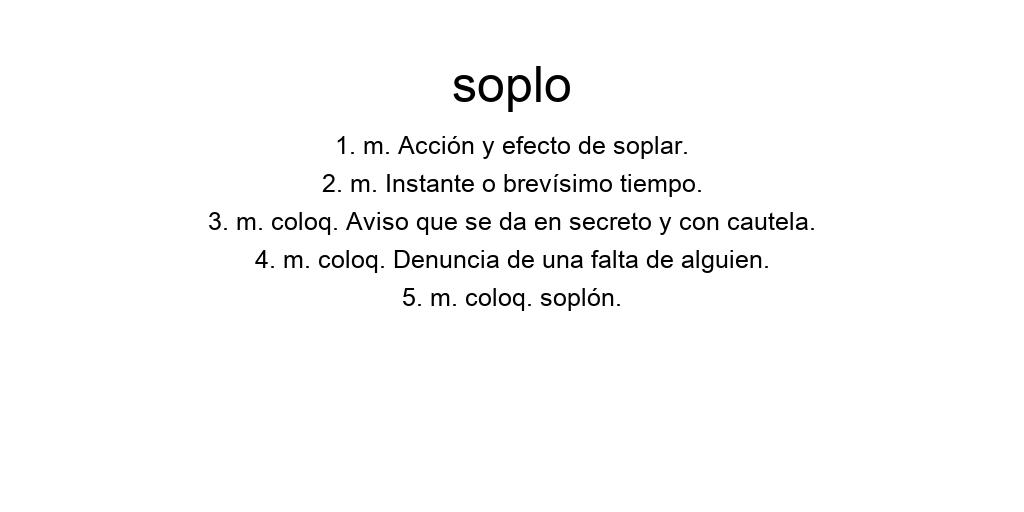 soplo
1. m. Acción y efecto de soplar.
2. m. Instante o brevísimo tiempo.
3. m. coloq. Aviso que se da en secreto y con cautela.
4. m. coloq. Denuncia de una falta de alguien.
5. m. coloq. soplón.